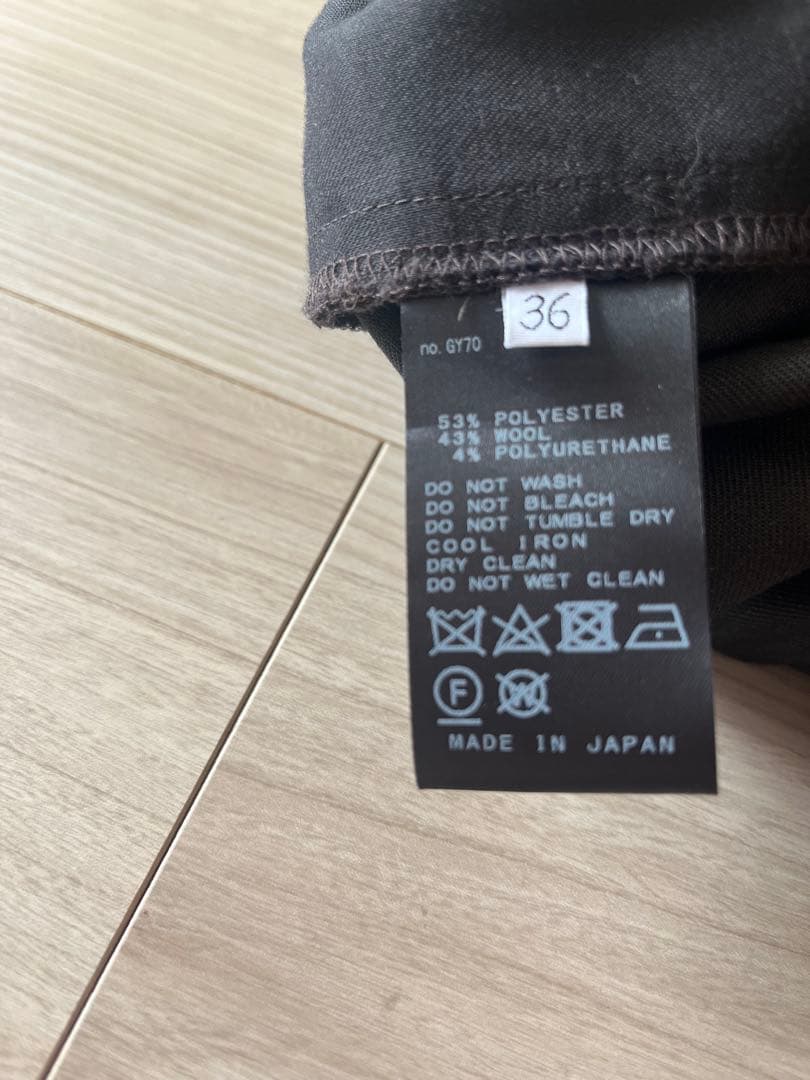 36
no. GY70
53% POLYESTER
43% WOOL
4% POLYURETHANE
DO NOT WASH
DO NOT BLEACH
DO NOT TUMBLE DRY
COOL IRON
DRY CLEAN
DO NOT WET CLEAN
F W
MADE IN JAPAN